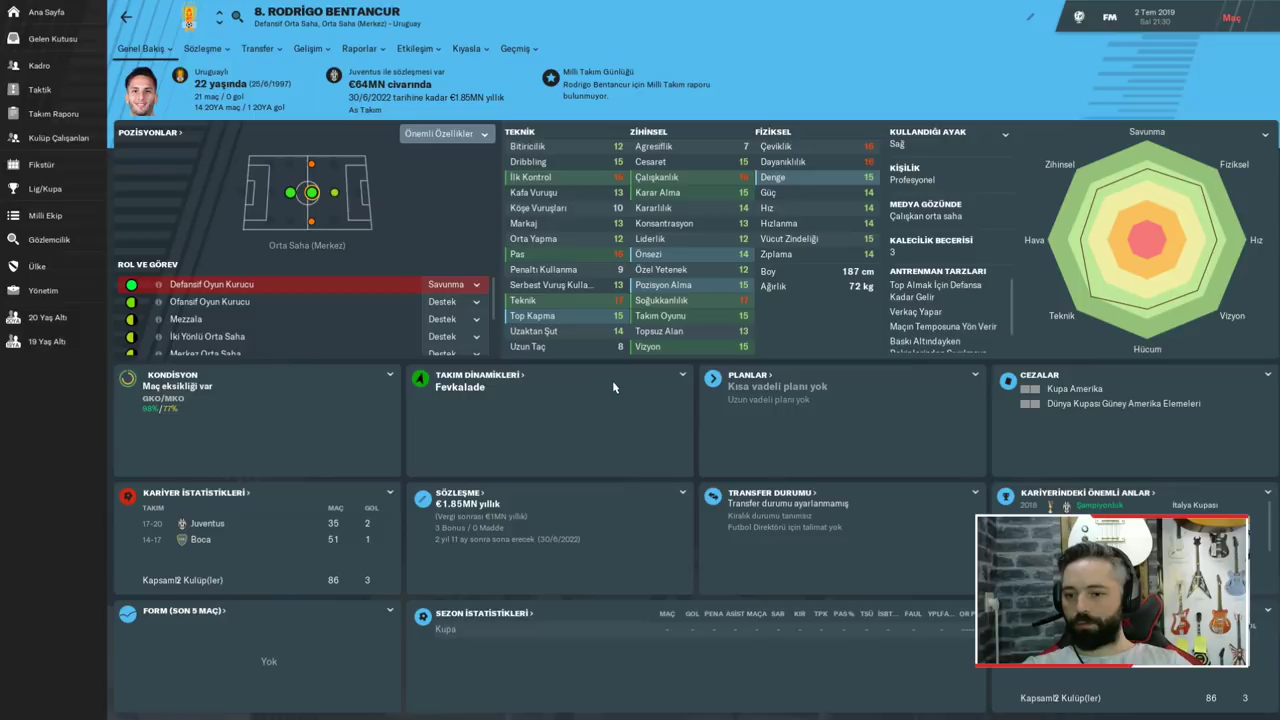 Ana Sayfa
Gelen Kutusu
Kadro
Taktik
Takım Raporu
Kulüp Çalışanları
Fikstür
Lig/Kupa
Milli Ekip
Gözlemcilik
Ülke
Yönetim
20 Yaş Altı
19 Yaş Altı
8. RODRİGO BENTANCUR
Defansif Orta Saha, Orta Saha (Merkez) - Uruguay
FM
2 Tem 2019
Sal 21:30
Maç
Genel Bakış
Sözleşme
Transfer
Gelişim
Raporlar
Etkileşim
Kıyasla
Geçmiş
Uruguaylı
22 yaşında (25/6/1997)
21 maç / 0 gol
14 20YA maç / 1 20YA gol
Juventus ile sözleşmesi var
€64MN civarında
30/6/2022 tarihine kadar €1.85MN yıllık
As Takım
Milli Takım Günlüğü
Rodrigo Bentancur için Milli Takım raporu
bulunmuyor.
POZİSYONLAR
Önemli Özellikler
Orta Saha (Merkez)
ROL VE GÖREV
Defansif Oyun Kurucu Savunma
Ofansif Oyun Kurucu Destek
Mezzala Destek
İki Yönlü Orta Saha Destek
Merkez Orta Saha Destek
TEKNİK
Bitiricilik 12
Dribbling 15
İlk Kontrol 16
Kafa Vuruşu 13
Köşe Vuruşları 10
Markaj 13
Orta Yapma 12
Pas 16
Penaltı Kullanma 9
Serbest Vuruş Kulla... 13
Teknik 17
Top Kapma 15
Uzaktan Şut 14
Uzun Taç 8
ZİHİNSEL
Agresiflik 7
Cesaret 15
Çalışkanlık 16
Karar Alma 15
Kararlılık 14
Konsantrasyon 13
Liderlik 12
Önsezi 14
Özel Yetenek 12
Pozisyon Alma 15
Soğukkanlılık 17
Takım Oyunu 15
Topsuz Alan 13
Vizyon 15
FİZİKSEL
Çeviklik 16
Dayanıklılık 16
Denge 15
Güç 14
Hız 14
Hızlanma 14
Vücut Zindeliği 15
Zıplama 14
Boy 187 cm
Ağırlık 72 kg
KULLANDIĞI AYAK
Sağ
KİŞİLİK
Profesyonel
MEDYA GÖZÜNDE
Çalışkan orta saha
KALECİLİK BECERİSİ
3
ANTRENMAN TARZLARI
Top Almak İçin Defansa
Kadar Gelir
Verkaç Yapar
Maçın Temposuna Yön Verir
Baskı Altındayken
Savunma
Fiziksel
Hız
Vizyon
Hücum
Teknik
Hava
Zihinsel
KONDİSYON
Maç eksikliği var
GKO/MKO
98%/77%
TAKIM DİNAMİKLERİ
Fevkalade
PLANLAR
Kısa vadeli planı yok
Uzun vadeli planı yok
CEZALAR
Kupa Amerika
Dünya Kupası Güney Amerika Elemeleri
KARİYER İSTATİSTİKLERİ
TAKIM MAÇ GOL
17-20 Juventus 35 2
14-17 Boca 51 1
Kapsamlı 2 Kulüp(ler) 86 3
SÖZLEŞME
€1.85MN yıllık
(Vergi sonrası €1MN yıllık)
3 Bonus / 0 Madde
2 yıl 11 ay sonra sona erecek (30/6/2022)
TRANSFER DURUMU
Transfer durumu ayarlanmamış
Kiralık durumu tanımsız
Futbol Direktörü için talimat yok
KARİYERİNDEKİ ÖNEMLİ ANLAR
2018 Şampiyonluk İtalya Kupası
FORM (SON 5 MAÇ)
Yok
SEZON İSTATİSTİKLERİ
MAÇ GOL PENA ASİST MAÇA SAB KIR TPK PAS % TSÜ İSBT... FAUL YPLFA... OR P
Kupa - - - - - - - - - - - - -
Kapsamlı 2 Kulüp(ler) 86 3